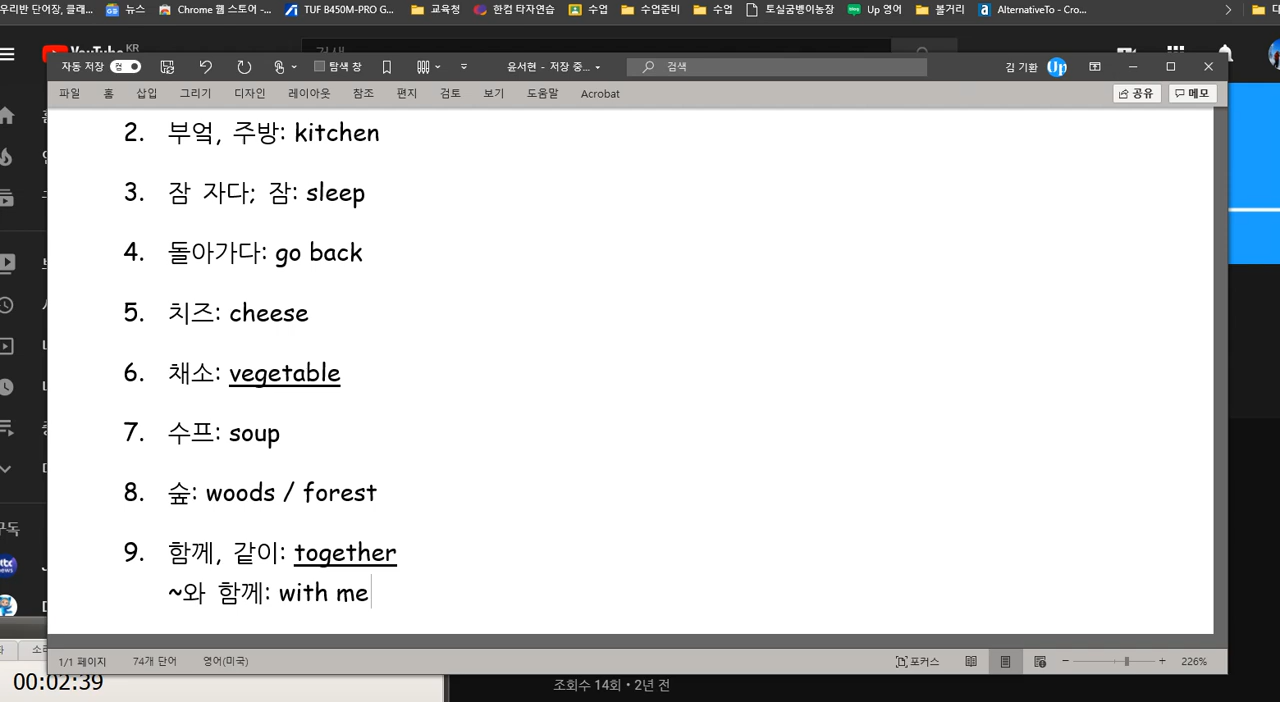 우리반 단어장, 클래... 뉴스 Chrome 웹 스토어 -... TUF B450M-PRO G... 교육청 한컴 타자연습 수업 수업준비 수업 토실궁뱅이농장 Up 영어 볼거리 AlternativeTo - Cro...
YouTube KR
자동 저장 컴 탐색 창 윤서현 - 저장 중... 검색 김 기환 Up
파일 홈 삽입 그리기 디자인 레이아웃 참조 편지 검토 보기 도움말 Acrobat 공유 메모
2. 부엌, 주방: kitchen
3. 잠 자다; 잠: sleep
4. 돌아가다: go back
5. 치즈: cheese
6. 채소: vegetable
7. 수프: soup
8. 숲: woods / forest
9. 함께, 같이: together
~와 함께: with me
1/1 페이지 74개 단어 영어(미국) 포커스 226%
00:02:39
조회수 14회 • 2년 전